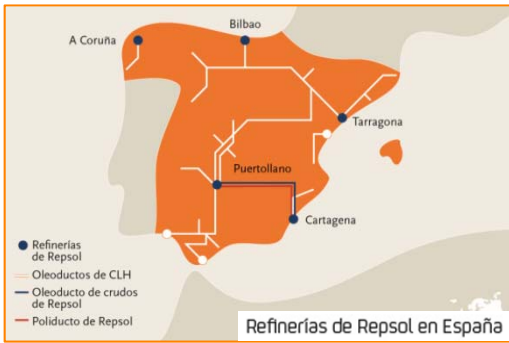 Bilbao
A Coruña
Tarragona
Puertollano
Cartagena
Refinerías
de Repsol
Oleoductos de CLH
Oleoducto de crudos
de Repsol
Poliducto de Repsol
Refinerías de Repsol en España